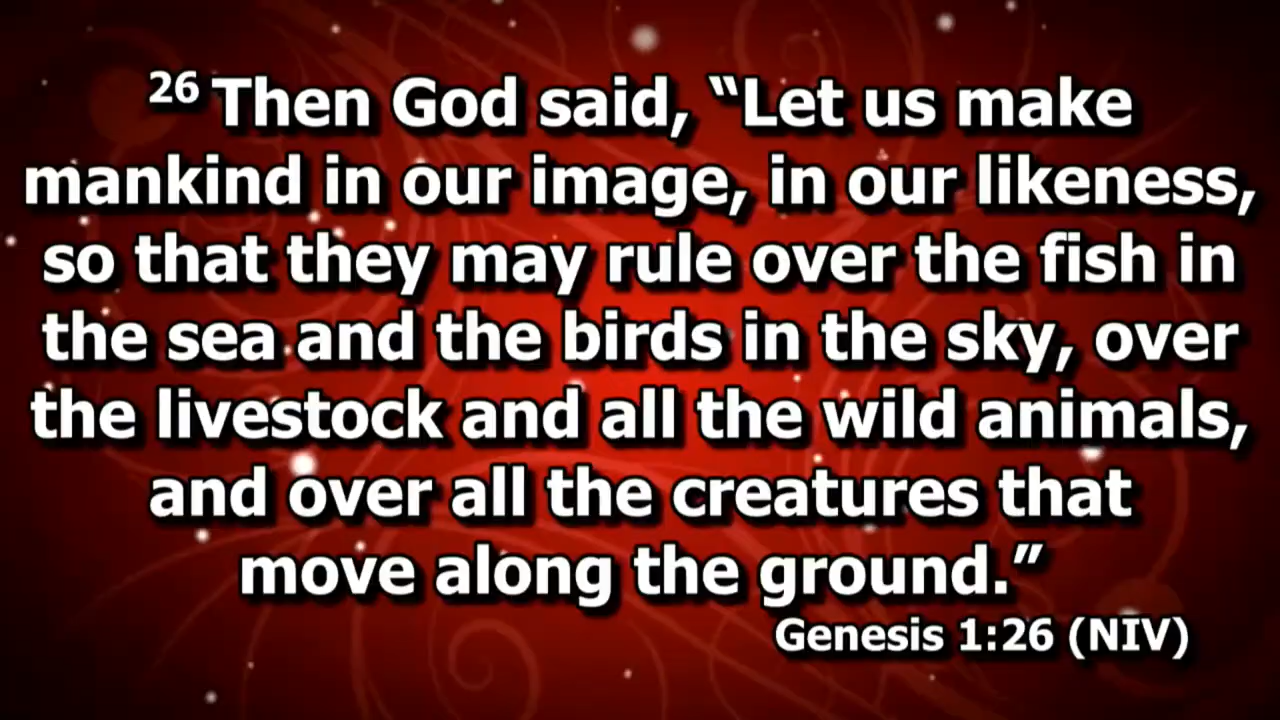 26 Then God said, “Let us make
mankind in our image, in our likeness,
so that they may rule over the fish in
the sea and the birds in the sky, over
the livestock and all the wild animals,
and over all the creatures that
move along the ground.”
Genesis 1:26 (NIV)